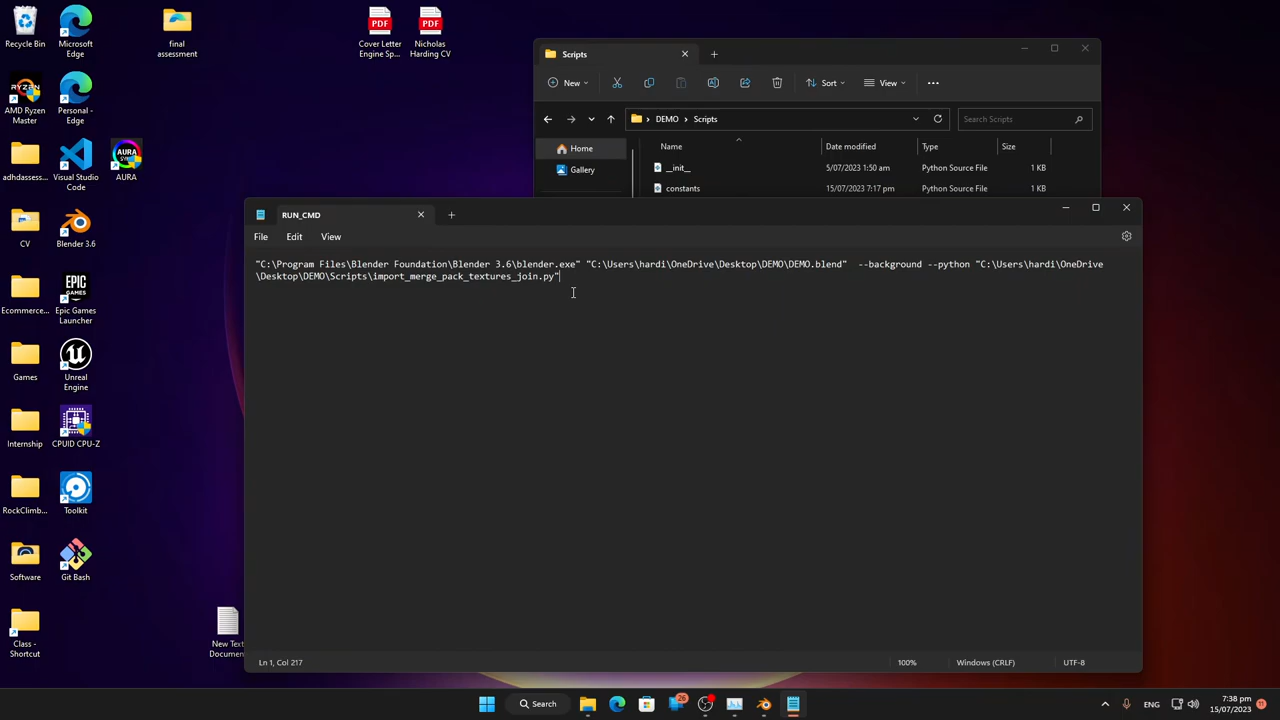 Recycle Bin
Microsoft
Edge
final
assessment
PDF
Cover Letter
Engine Sp...
PDF
Nicholas
Harding CV
AMD Ryzen
Master
Personal -
Edge
adhdassess...
Visual Studio
Code
AURA
AURA
CV
Blender 3.6
Ecommerce...
Epic Games
Launcher
Games
Unreal
Engine
Internship
CPUID CPU-Z
RockClimb...
Toolkit
Software
Git Bash
Class -
Shortcut
New Text
Documen
Scripts
New
Sort
View
DEMO
Scripts
Search Scripts
Home
Gallery
Name
Date modified
Type
Size
__init__
5/07/2023 1:50 am
Python Source File
1 KB
constants
15/07/2023 7:17 pm
Python Source File
1 KB
RUN_CMD
File
Edit
View
"C:\Program Files\Blender Foundation\Blender 3.6\blender.exe" "C:\Users\hardi\OneDrive\Desktop\DEMO\DEMO.blend"  --background --python "C:\Users\hardi\OneDrive
\Desktop\DEMO\Scripts\import_merge_pack_textures_join.py"
Ln 1, Col 217
100%
Windows (CRLF)
UTF-8
Search
26
ENG
7:38 pm
15/07/2023
11